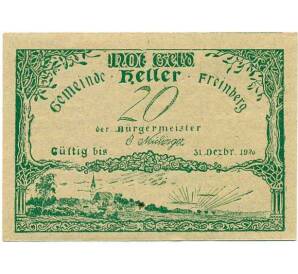 Not Geld
Gemeinde Heller Freinberg
20
der Bürgermeister
Gültig bis 31. Dezbr. 1920